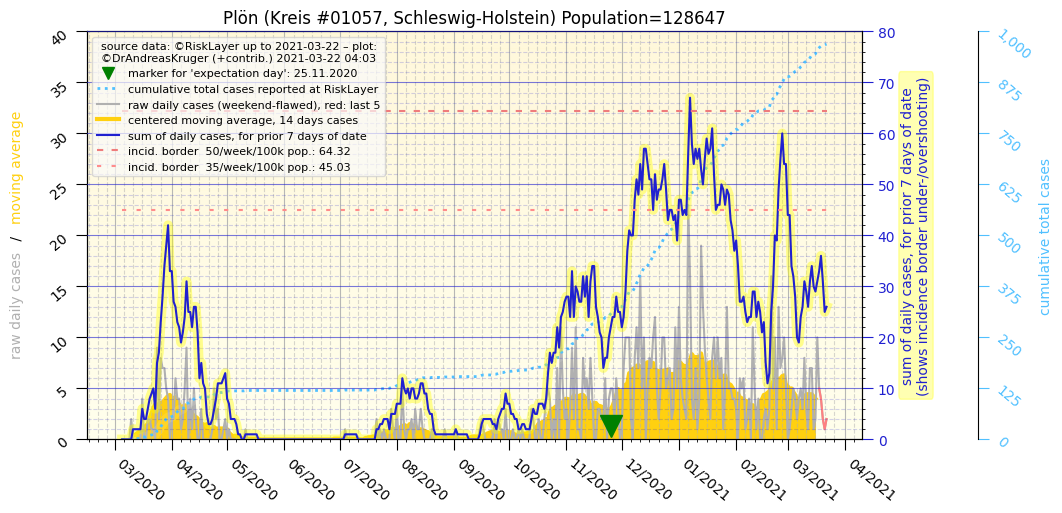 Plön (Kreis #01057, Schleswig-Holstein) Population=128647
source data: ©RiskLayer up to 2021-03-22 – plot:
©DrAndreasKruger (+contrib.) 2021-03-22 04:03
marker for 'expectation day': 25.11.2020
cumulative total cases reported at RiskLayer
raw daily cases (weekend-flawed), red: last 5
centered moving average, 14 days cases
sum of daily cases, for prior 7 days of date
incid. border  50/week/100k pop.: 64.32
incid. border  35/week/100k pop.: 45.03
raw daily cases / moving average
40
35
30
25
20
15
10
5
0
03/2020
04/2020
05/2020
06/2020
07/2020
08/2020
09/2020
10/2020
11/2020
12/2020
01/2021
02/2021
03/2021
04/2021
80
70
60
50
40
30
20
10
0
sum of daily cases, for prior 7 days of date
(shows incidence border under-/overshooting)
1,000
875
750
625
500
375
250
125
0
cumulative total cases